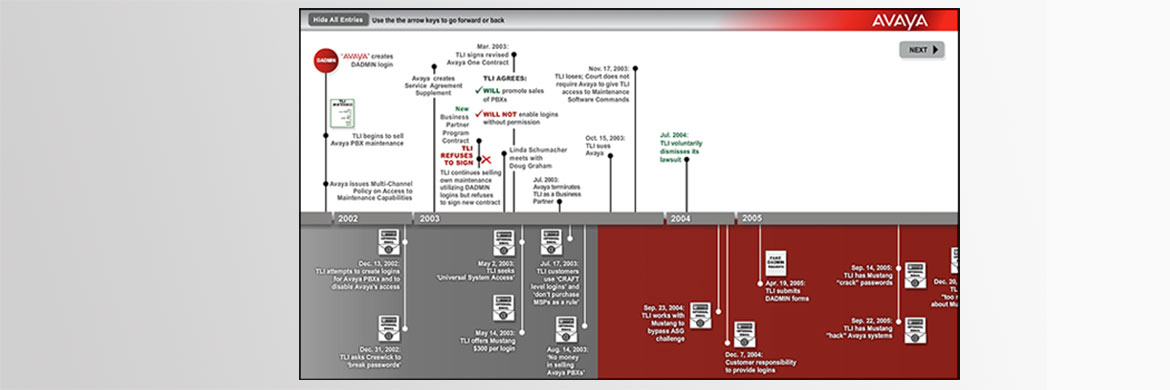 Hide All Entries
Use the the arrow keys to go forward or back
AVAYA
NEXT
DADMIN
"AVAYA" creates
DADMIN login
TLI begins to sell
Avaya PBX maintenance
Avaya issues Multi-Channel
Policy on Access to
Maintenance Capabilities
Avaya creates
Service Agreement
Supplement
Mar. 2003:
TLI signs revised
Avaya One Contract
TLI AGREES:
WILL promote sales
of PBXs
WILL NOT enable logins
without permission
New
Business
Partner
Program
Contract
TLI
REFUSES
TO SIGN
TLI continues selling
own maintenance
utilizing DADMIN
logins but refuses
to sign new contract
Linda Schumacher
meets with
Doug Graham
Jul. 2003:
Avaya terminates
TLI as a Business
Partner
Nov. 17, 2003:
TLI loses; Court does not
require Avaya to give TLI
access to Maintenance
Software Commands
Oct. 15, 2003:
TLI sues
Avaya
Jul. 2004:
TLI voluntarily
dismisses its
lawsuit
2002
2003
2004
2005
Dec. 13, 2002:
TLI attempts to create logins
for Avaya PBXs and to
disable Avaya's access
Dec. 31, 2002:
TLI asks Creswick to
'break passwords'
May 2, 2003:
TLI seeks
'Universal System Access'
May 14, 2003:
TLI offers Mustang
$300 per login
Jul. 17, 2003:
TLI customers
use 'CRAFT
level logins' and
'don't purchase
MSPs as a rule'
Aug. 14, 2003:
'No money
in selling
Avaya PBXs'
Sep. 23, 2004:
TLI works with
Mustang to
bypass ASG
challenge
Dec. 7, 2004:
Customer responsibility
to provide logins
FAKE
DADMIN
REQUESTS
Apr. 19, 2005:
TLI submits
DADMIN forms
Sep. 14, 2005:
TLI has Mustang
"crack" passwords
Sep. 22, 2005:
TLI has Mustang
"hack" Avaya systems
Dec. 20,
TL
"too
about Mu